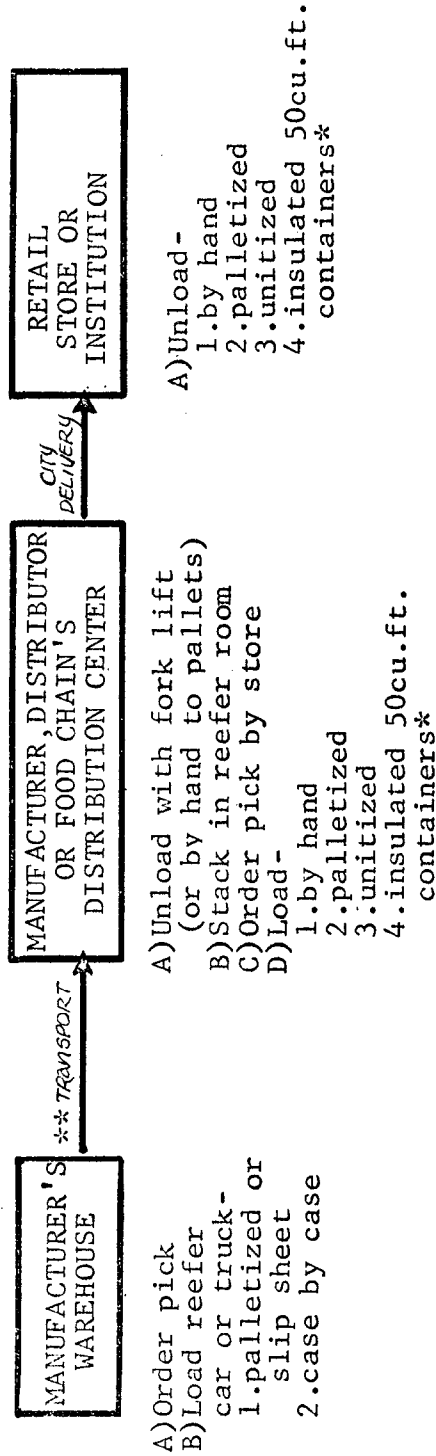 MANUFACTURER'S
WAREHOUSE
A)Order pick
B)Load reefer
car or truck-
1.palletized or
slip sheet
2.case by case
** TRANSPORT
MANUFACTURER,DISTRIBUTOR
OR FOOD CHAIN'S
DISTRIBUTION CENTER
A)Unload with fork lift
(or by hand to pallets)
B)Stack in reefer room
C)Order pick by store
D)Load-
1.by hand
2.palletized
3.unitized
4.insulated 50cu.ft.
containers*
CITY
DELIVERY
RETAIL
STORE OR
INSTITUTION
A)Unload-
1.by hand
2.palletized
3.unitized
4.insulated 50cu.ft.
containers*